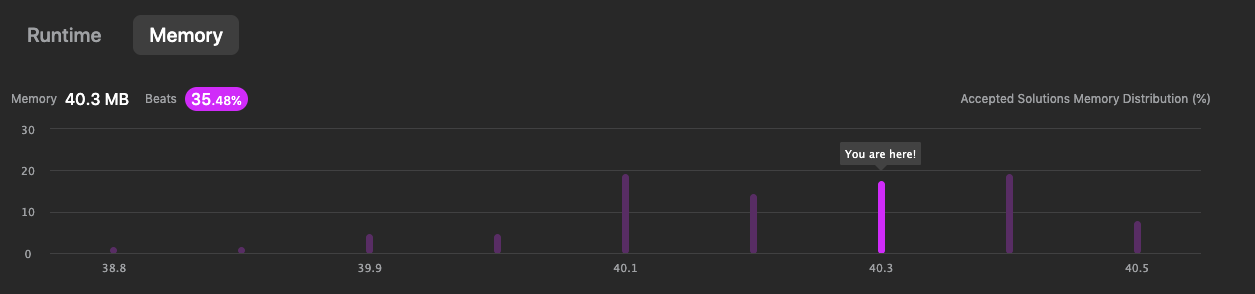 Runtime Memory
Memory 40.3 MB Beats 35.48% Accepted Solutions Memory Distribution (%)
30
You are here!
20
10
0
38.8 39.9 40.1 40.3 40.5